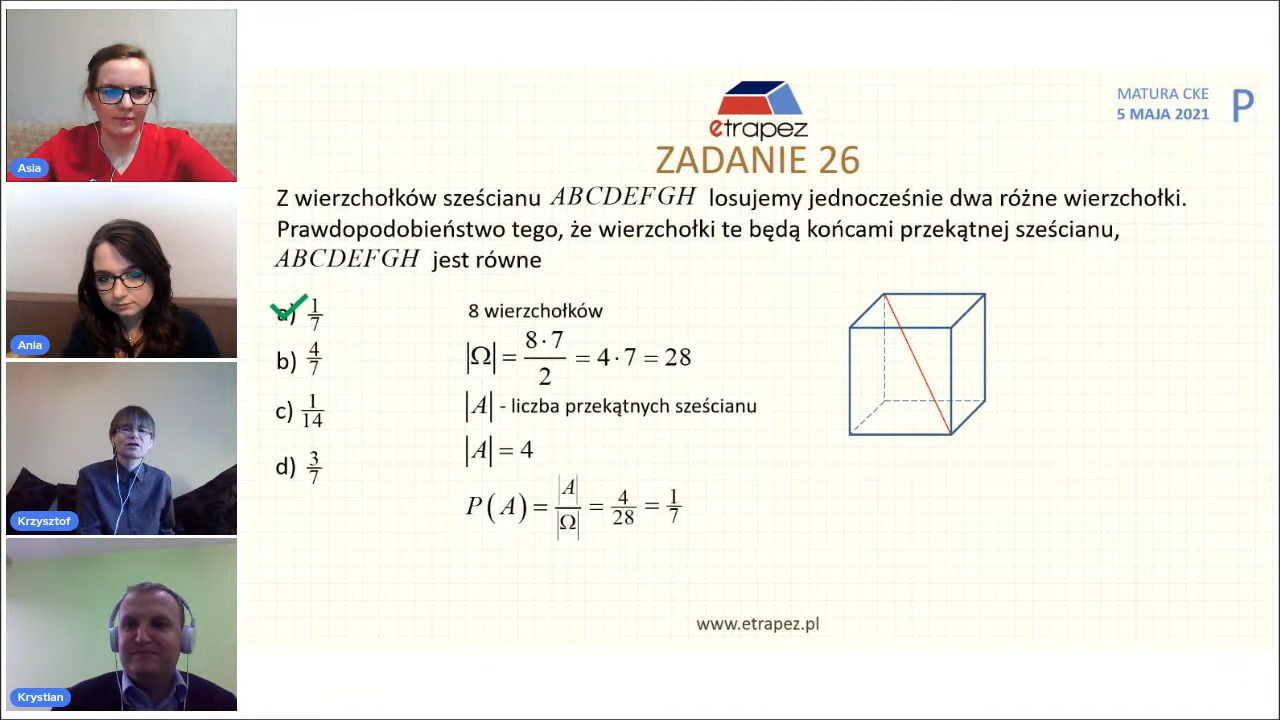 Asia
Ania
Krzysztof
Krystian
etrapez
MATURA CKE
5 MAJA 2021
P
ZADANIE 26
Z wierzchołków sześcianu ABCDEFGH losujemy jednocześnie dwa różne wierzchołki.
Prawdopodobieństwo tego, że wierzchołki te będą końcami przekątnej sześcianu,
ABCDEFGH jest równe
a) 1/7
b) 4/7
c) 1/14
d) 3/7
8 wierzchołków
|Ω| = 8·7/2 = 4·7 = 28
|A| - liczba przekątnych sześcianu
|A| = 4
P(A) = |A|/|Ω| = 4/28 = 1/7
www.etrapez.pl